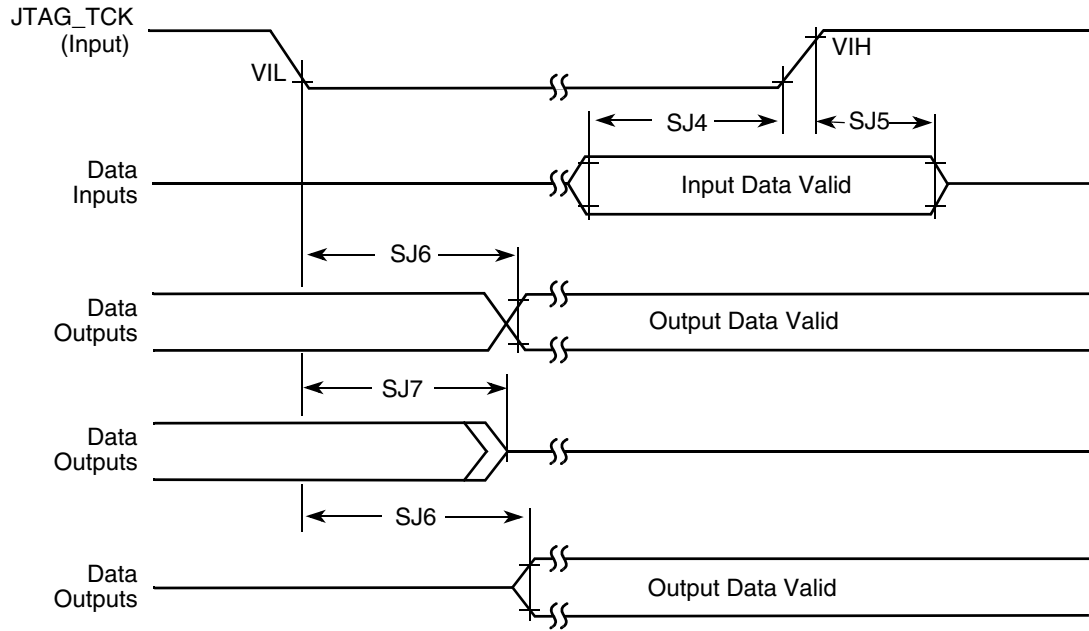 JTAG_TCK
(Input)
VIL
VIH
SJ4
SJ5
Data
Inputs
Input Data Valid
SJ6
Data
Outputs
Output Data Valid
SJ7
Data
Outputs
SJ6
Data
Outputs
Output Data Valid